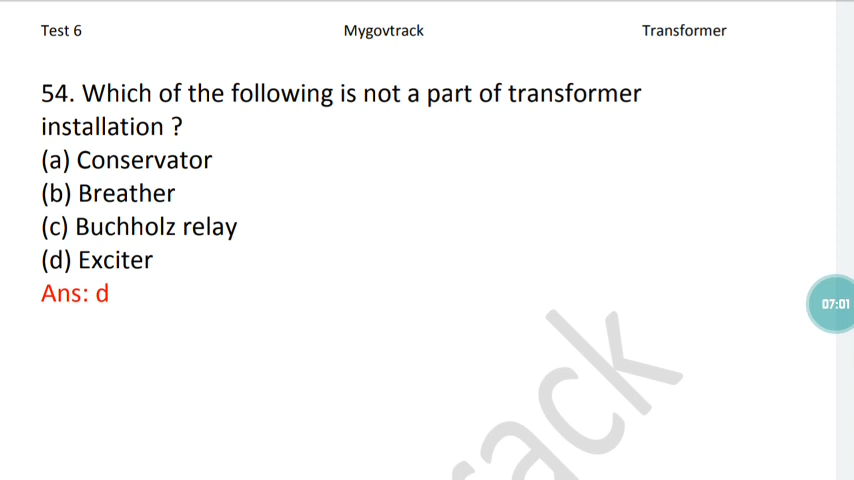 Test 6 Mygovtrack Transformer
54. Which of the following is not a part of transformer
installation ?
(a) Conservator
(b) Breather
(c) Buchholz relay
(d) Exciter
Ans: d
07:01
ack